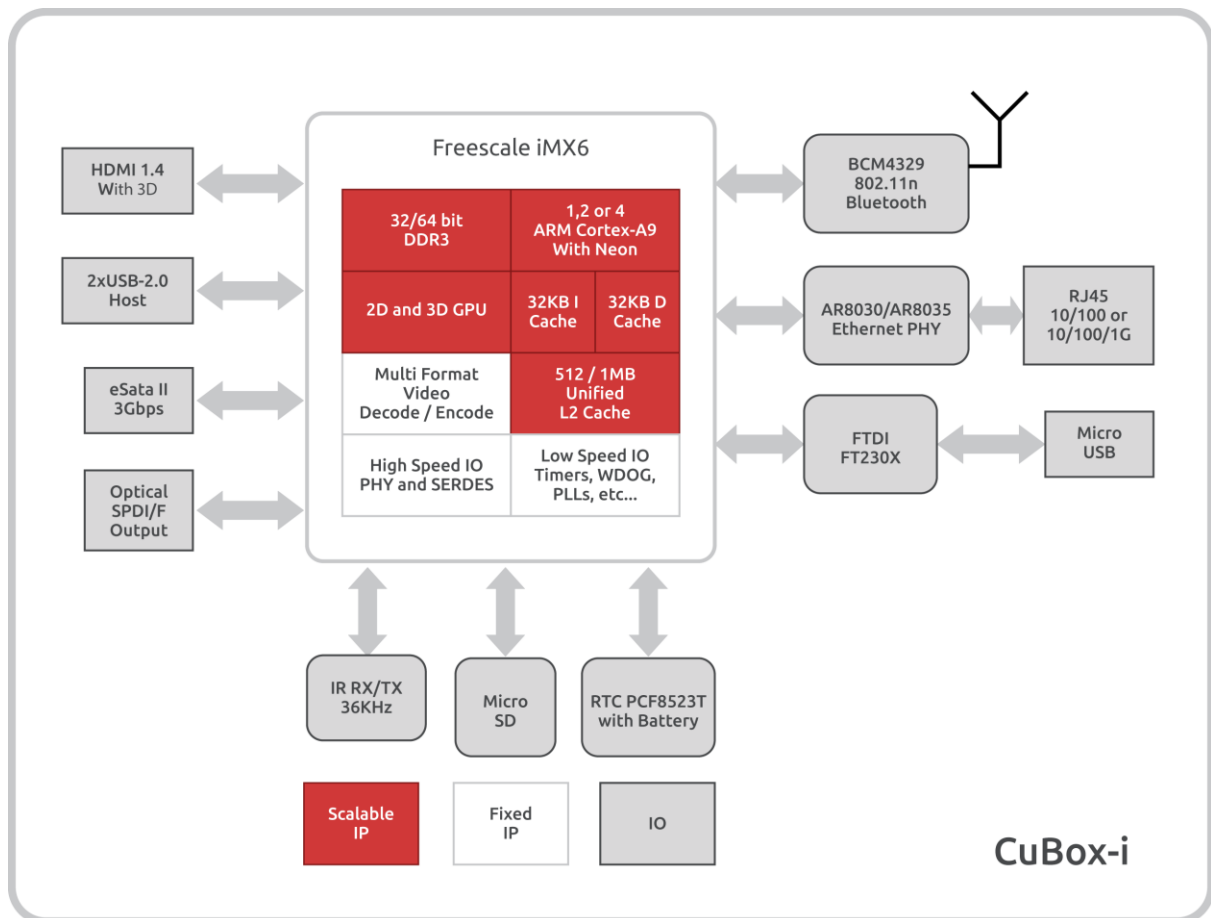 Freescale iMX6
HDMI 1.4
With 3D
2xUSB-2.0
Host
eSata II
3Gbps
Optical
SPDI/F
Output
32/64 bit
DDR3
1,2 or 4
ARM Cortex-A9
With Neon
2D and 3D GPU
32KB I
Cache
32KB D
Cache
Multi Format
Video
Decode / Encode
512 / 1MB
Unified
L2 Cache
High Speed IO
PHY and SERDES
Low Speed IO
Timers, WDOG,
PLLs, etc...
BCM4329
802.11n
Bluetooth
AR8030/AR8035
Ethernet PHY
RJ45
10/100 or
10/100/1G
FTDI
FT230X
Micro
USB
IR RX/TX
36KHz
Micro
SD
RTC PCF8523T
with Battery
Scalable
IP
Fixed
IP
IO
CuBox-i